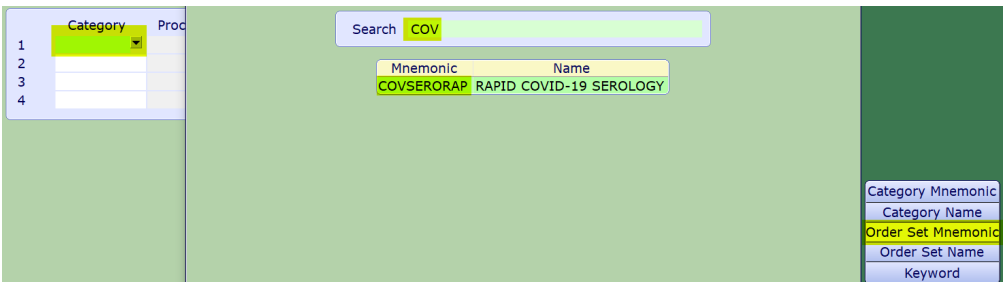 Category Proc
1
2
3
4
Search COV
Mnemonic Name
COVSERORAP RAPID COVID-19 SEROLOGY
Category Mnemonic
Category Name
Order Set Mnemonic
Order Set Name
Keyword